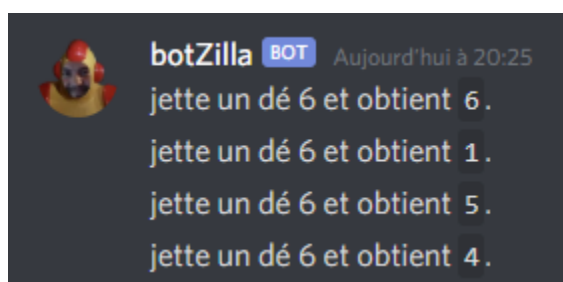 botZilla BOT Aujourd'hui à 20:25
jette un dé 6 et obtient 6.
jette un dé 6 et obtient 1.
jette un dé 6 et obtient 5.
jette un dé 6 et obtient 4.